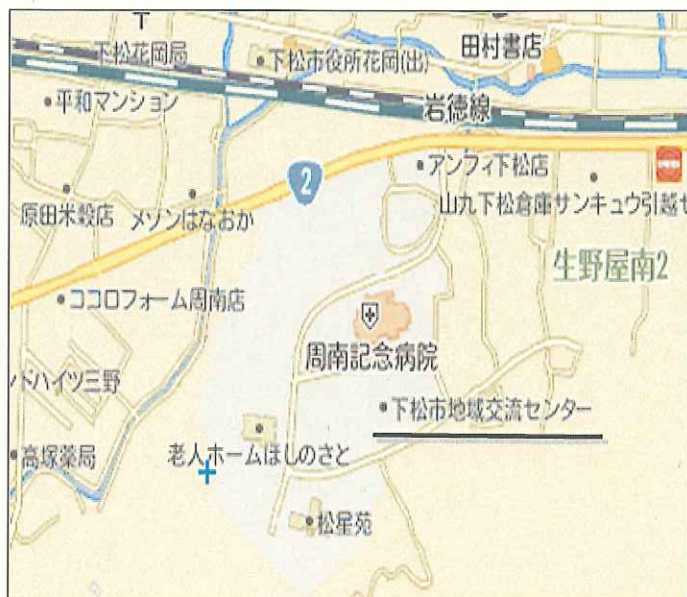 下松花岡局
下松市役所花岡(出)
田村書店
平和マンション
岩徳線
2
アンフィ下松店
原田米穀店
メゾンはなおか
山丸下松倉庫サンキュウ引越セ
生野屋南2
ココロフォーム周南店
周南記念病院
ドハイツ三野
下松市地域交流センター
高塚薬局
老人ホームほしのさと
松星苑